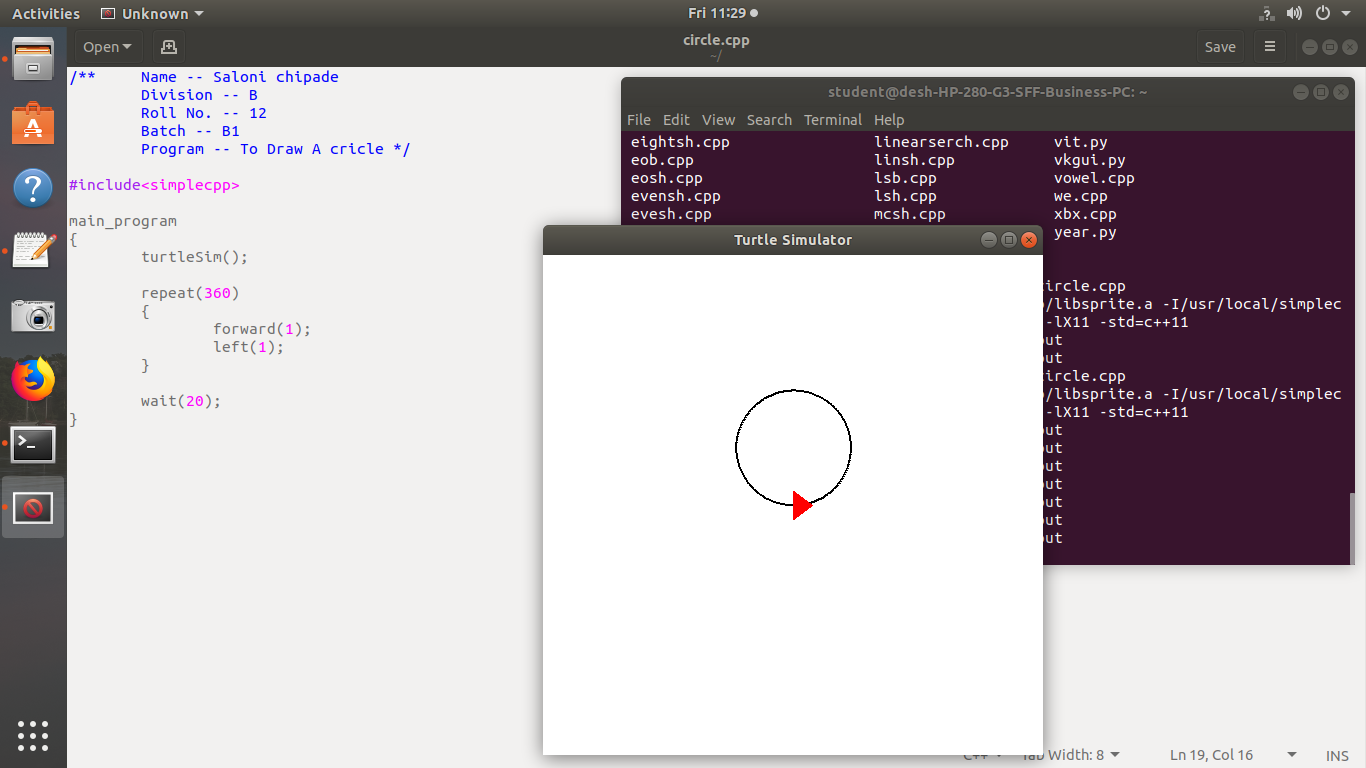 Activities Unknown Fri 11:29
Open circle.cpp Save
~/
/** Name -- Saloni chipade
Division -- B
Roll No. -- 12
Batch -- B1
Program -- To Draw A cricle */
#include<simplecpp>
main_program
{
turtleSim();
repeat(360)
{
forward(1);
left(1);
}
wait(20);
}
student@desh-HP-280-G3-SFF-Business-PC: ~
File Edit View Search Terminal Help
eightsh.cpp linearserch.cpp vit.py
eob.cpp linsh.cpp vkgui.py
eosh.cpp lsb.cpp vowel.cpp
evensh.cpp lsh.cpp we.cpp
evesh.cpp mcsh.cpp xbx.cpp
year.py
circle.cpp
/libsprite.a -I/usr/local/simplec
-lX11 -std=c++11
out
out
circle.cpp
/libsprite.a -I/usr/local/simplec
-lX11 -std=c++11
out
out
out
out
out
out
out
Turtle Simulator
C++ Tab Width: 8 Ln 19, Col 16 INS